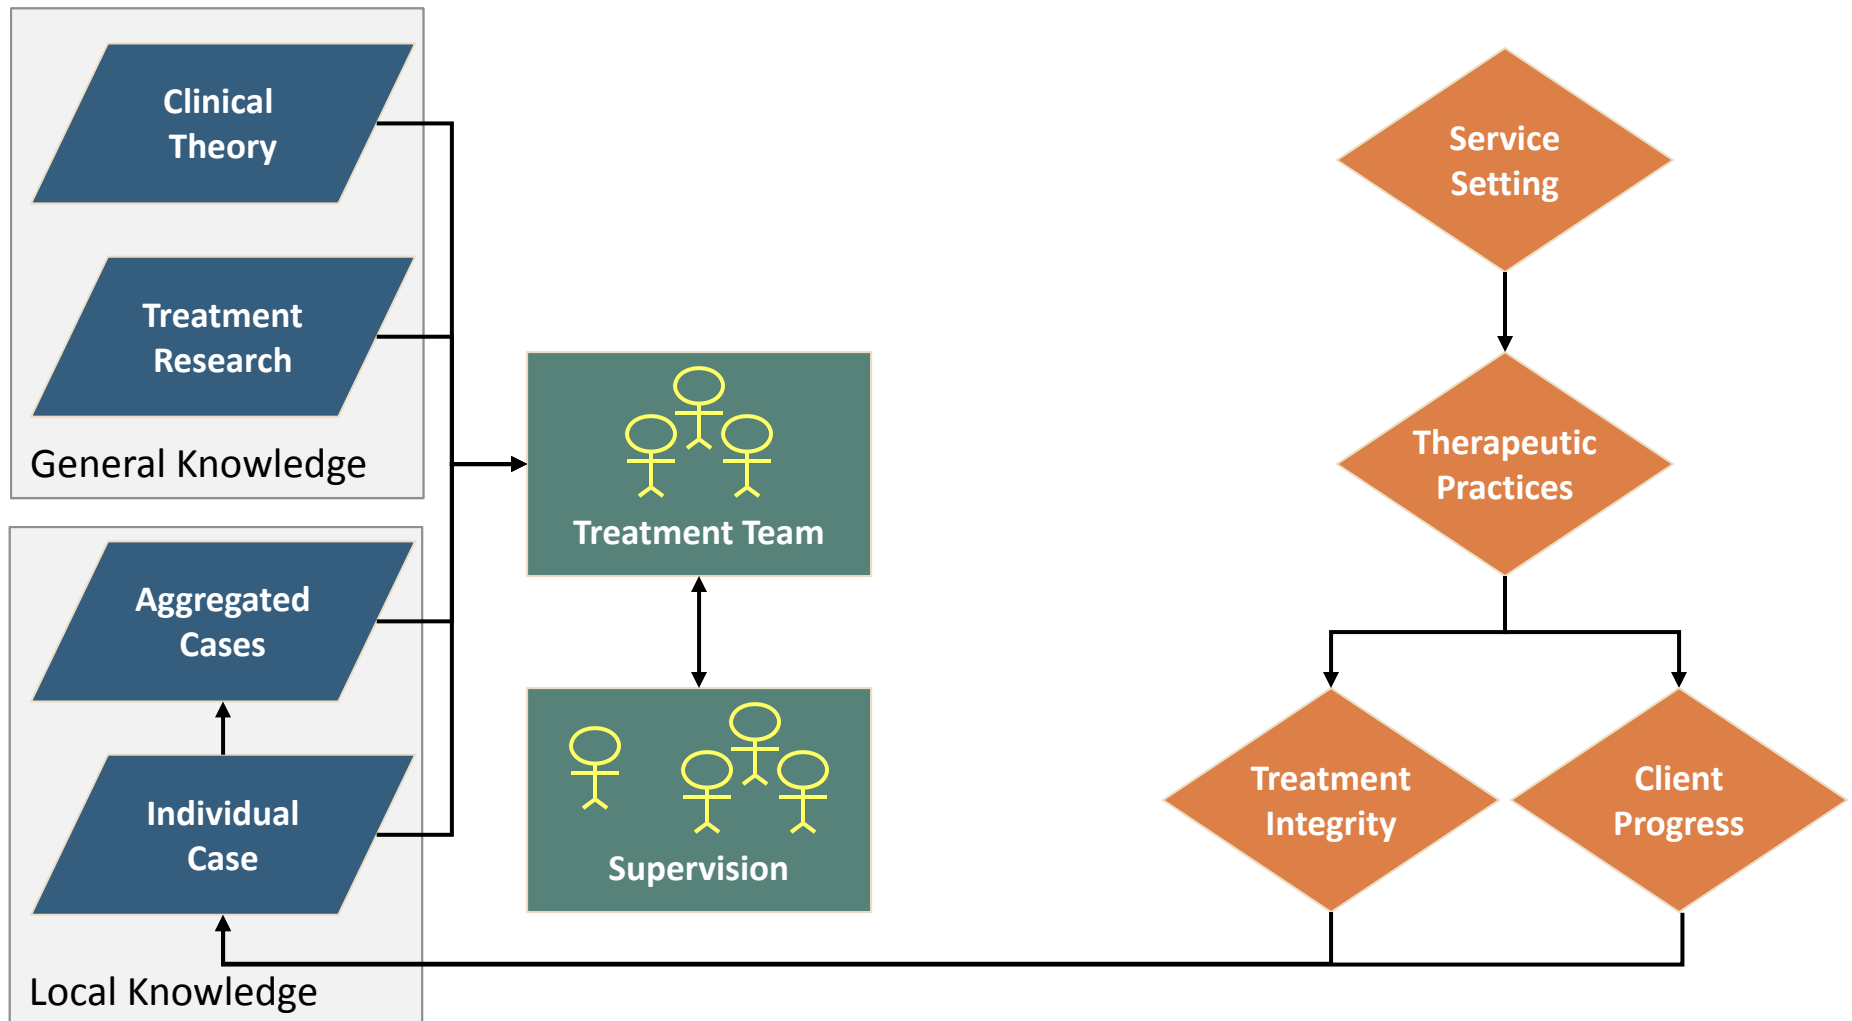 Clinical
Theory
Treatment
Research
General Knowledge
Aggregated
Cases
Individual
Case
Local Knowledge
Treatment Team
Supervision
Service
Setting
Therapeutic
Practices
Treatment
Integrity
Client
Progress